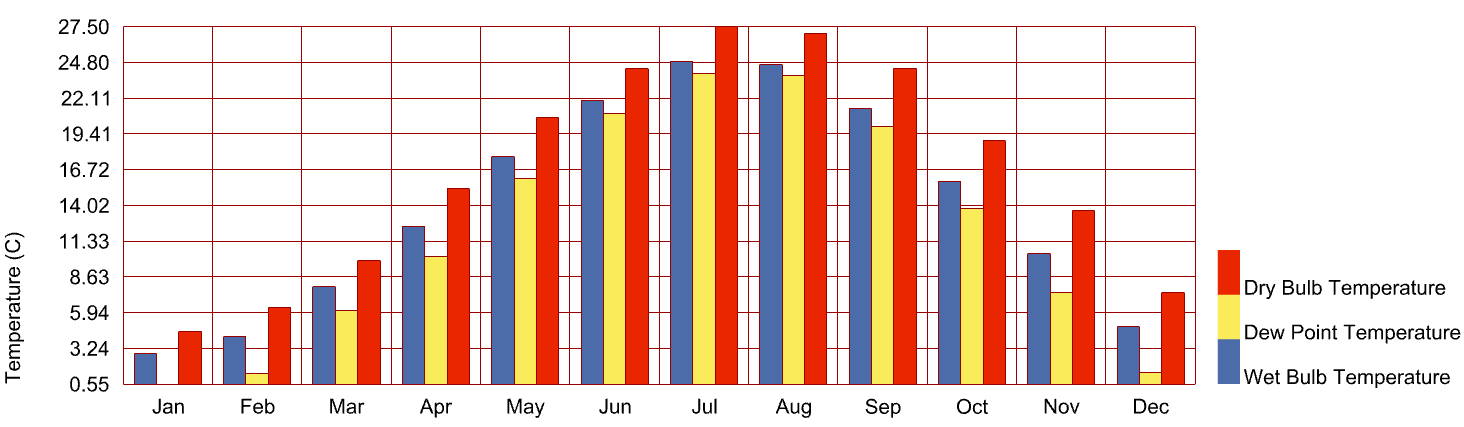 27.50
24.80
22.11
19.41
16.72
14.02
11.33
8.63
5.94
3.24
0.55
Temperature (C)
Jan Feb Mar Apr May Jun Jul Aug Sep Oct Nov Dec
Dry Bulb Temperature
Dew Point Temperature
Wet Bulb Temperature